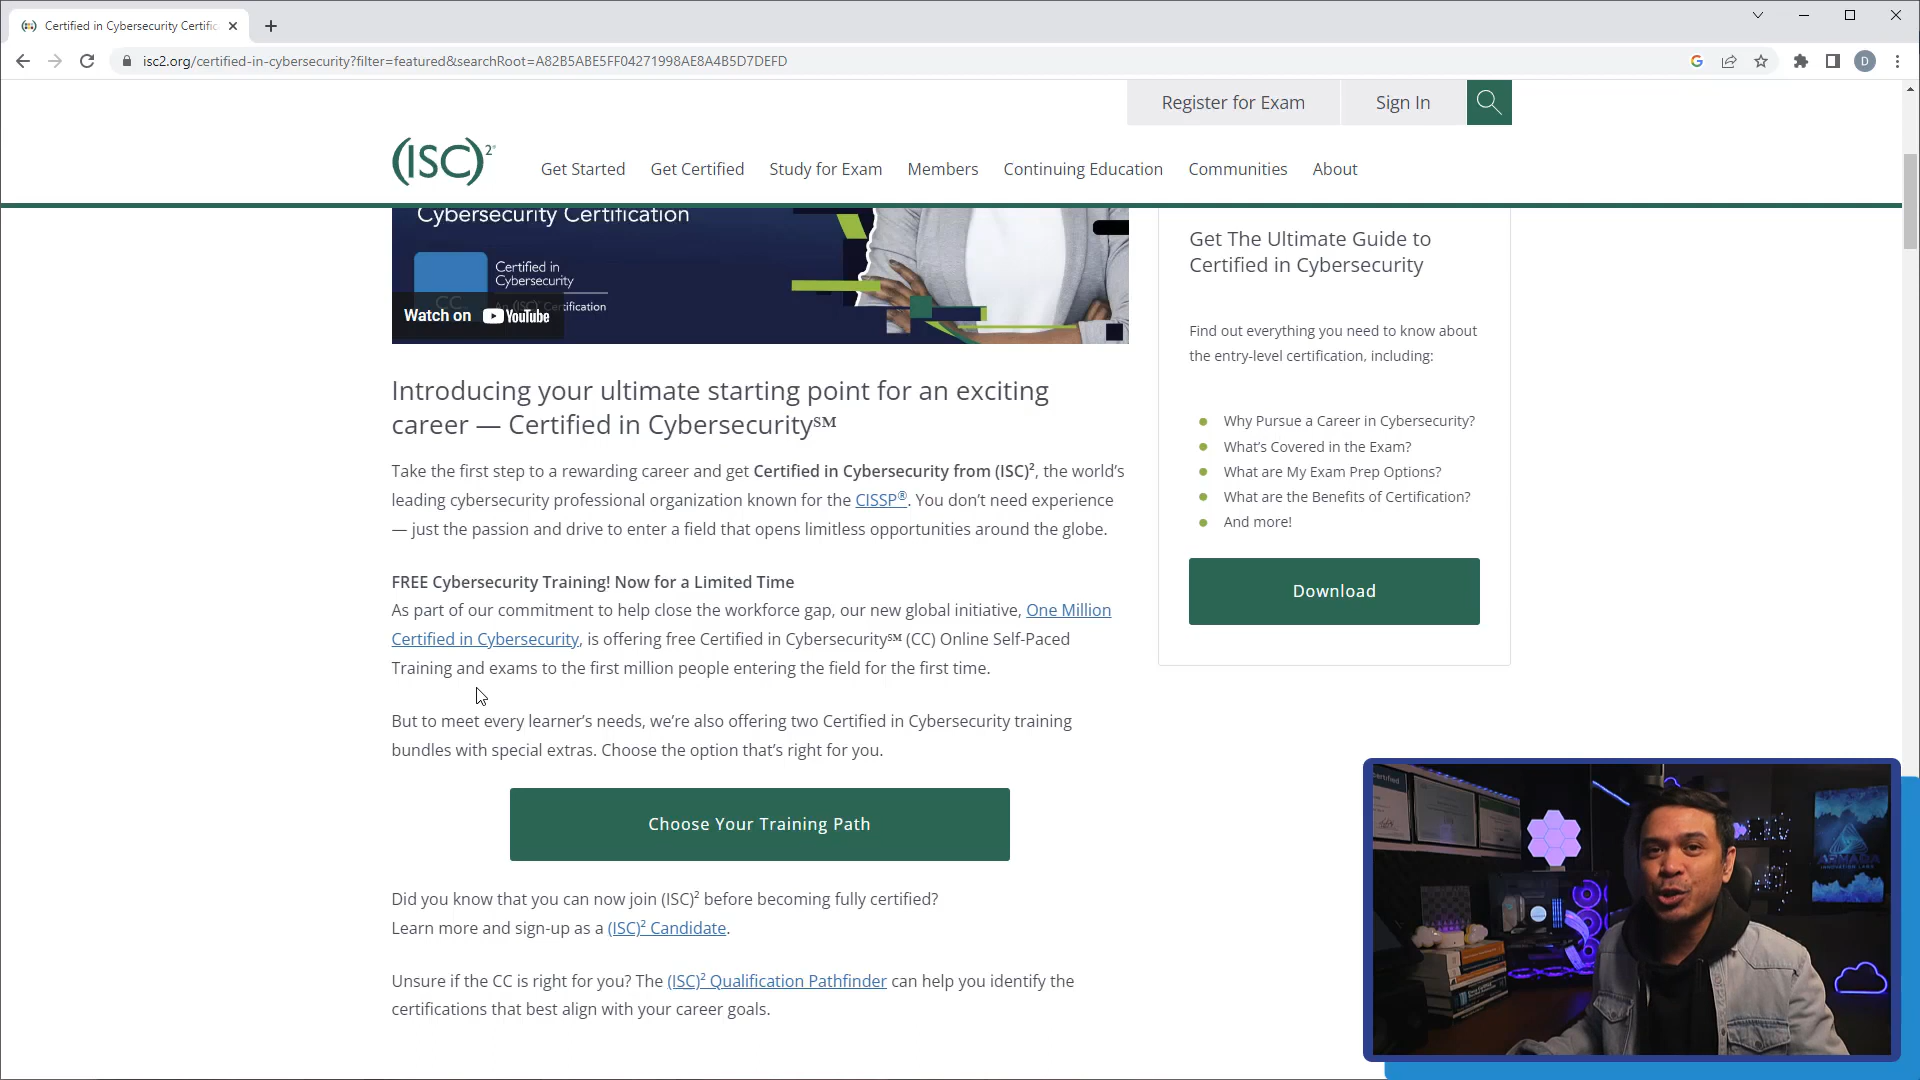 Certified in Cybersecurity Certific
isc2.org/certified-in-cybersecurity?filter=featured&searchRoot=A82B5ABE5FF04271998AE8A4B5D7DEFD
D
Register for Exam
Sign In
(ISC)²®
Get Started
Get Certified
Study for Exam
Members
Continuing Education
Communities
About
Cybersecurity Certification
CC
Certified in
Cybersecurity
An (ISC)² Certification
Watch on YouTube
Introducing your ultimate starting point for an exciting
career — Certified in Cybersecurity℠
Take the first step to a rewarding career and get Certified in Cybersecurity from (ISC)², the world’s
leading cybersecurity professional organization known for the CISSP®. You don’t need experience
— just the passion and drive to enter a field that opens limitless opportunities around the globe.
FREE Cybersecurity Training! Now for a Limited Time
As part of our commitment to help close the workforce gap, our new global initiative, One Million
Certified in Cybersecurity, is offering free Certified in Cybersecurity℠ (CC) Online Self-Paced
Training and exams to the first million people entering the field for the first time.
But to meet every learner’s needs, we’re also offering two Certified in Cybersecurity training
bundles with special extras. Choose the option that’s right for you.
Choose Your Training Path
Did you know that you can now join (ISC)² before becoming fully certified?
Learn more and sign-up as a (ISC)² Candidate.
Unsure if the CC is right for you? The (ISC)² Qualification Pathfinder can help you identify the
certifications that best align with your career goals.
Get The Ultimate Guide to
Certified in Cybersecurity
Find out everything you need to know about
the entry-level certification, including:
Why Pursue a Career in Cybersecurity?
What’s Covered in the Exam?
What are My Exam Prep Options?
What are the Benefits of Certification?
And more!
Download
ARMADA
INNOVATION LABS